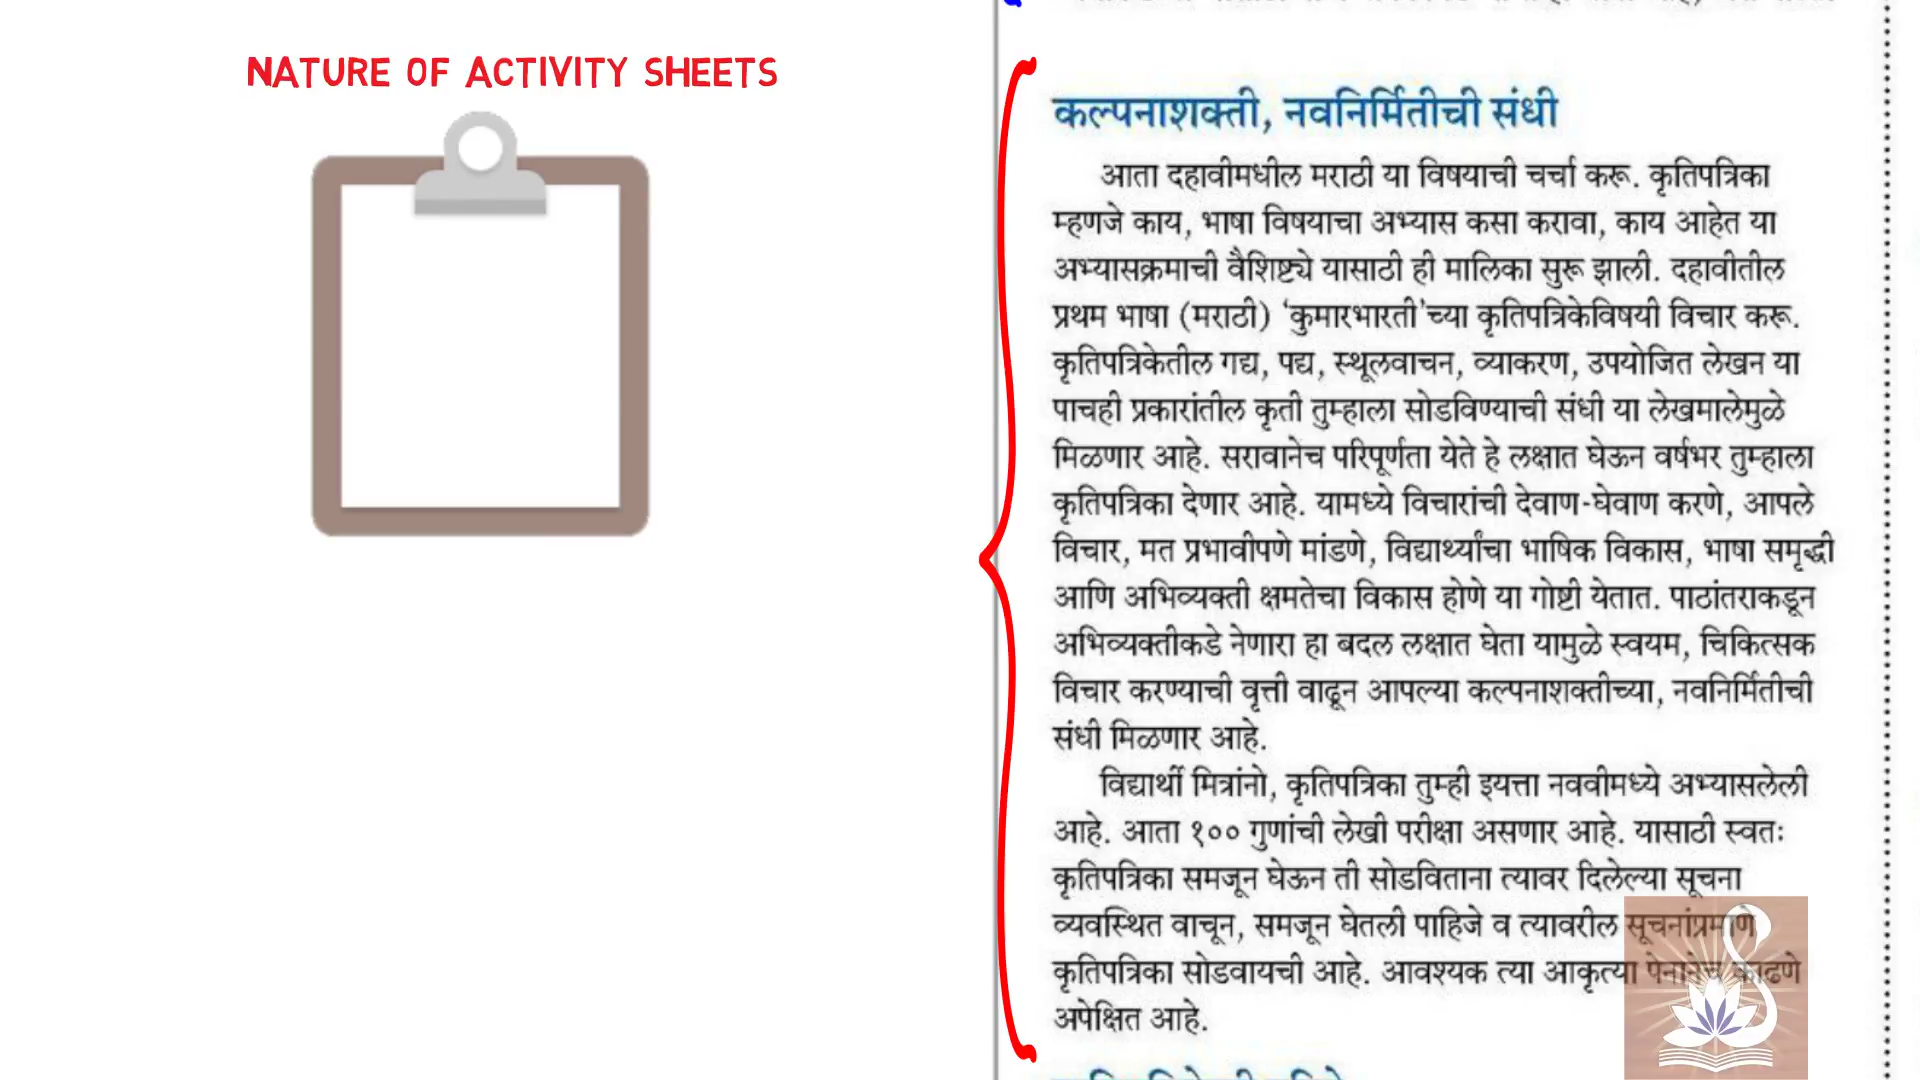 NATURE OF ACTIVITY SHEETS
कल्पनाशक्ती, नवनिर्मितीची संधी
आता दहावीमधील मराठी या विषयाची चर्चा करू. कृतिपत्रिका
म्हणजे काय, भाषा विषयाचा अभ्यास कसा करावा, काय आहेत या
अभ्यासक्रमाची वैशिष्ट्ये यासाठी ही मालिका सुरू झाली. दहावीतील
प्रथम भाषा (मराठी) ‘कुमारभारती’च्या कृतिपत्रिकेविषयी विचार करू.
कृतिपत्रिकेतील गद्य, पद्य, स्थूलवाचन, व्याकरण, उपयोजित लेखन या
पाचही प्रकारांतील कृती तुम्हाला सोडविण्याची संधी या लेखमालेमुळे
मिळणार आहे. सरावानेच परिपूर्णता येते हे लक्षात घेऊन वर्षभर तुम्हाला
कृतिपत्रिका देणार आहे. यामध्ये विचारांची देवाण-घेवाण करणे, आपले
विचार, मत प्रभावीपणे मांडणे, विद्यार्थ्यांचा भाषिक विकास, भाषा समृद्धी
आणि अभिव्यक्ती क्षमतेचा विकास होणे या गोष्टी येतात. पाठांतराकडून
अभिव्यक्तीकडे नेणारा हा बदल लक्षात घेता यामुळे स्वयम, चिकित्सक
विचार करण्याची वृत्ती वाढून आपल्या कल्पनाशक्तीच्या, नवनिर्मितीची
संधी मिळणार आहे.
विद्यार्थी मित्रांनो, कृतिपत्रिका तुम्ही इयत्ता नववीमध्ये अभ्यासलेली
आहे. आता १०० गुणांची लेखी परीक्षा असणार आहे. यासाठी स्वतः
कृतिपत्रिका समजून घेऊन ती सोडविताना त्यावर दिलेल्या सूचना
व्यवस्थित वाचून, समजून घेतली पाहिजे व त्यावरील सूचनांप्रमाणे
कृतिपत्रिका सोडवायची आहे. आवश्यक त्या आकृत्या पेनानेच काढणे
अपेक्षित आहे.